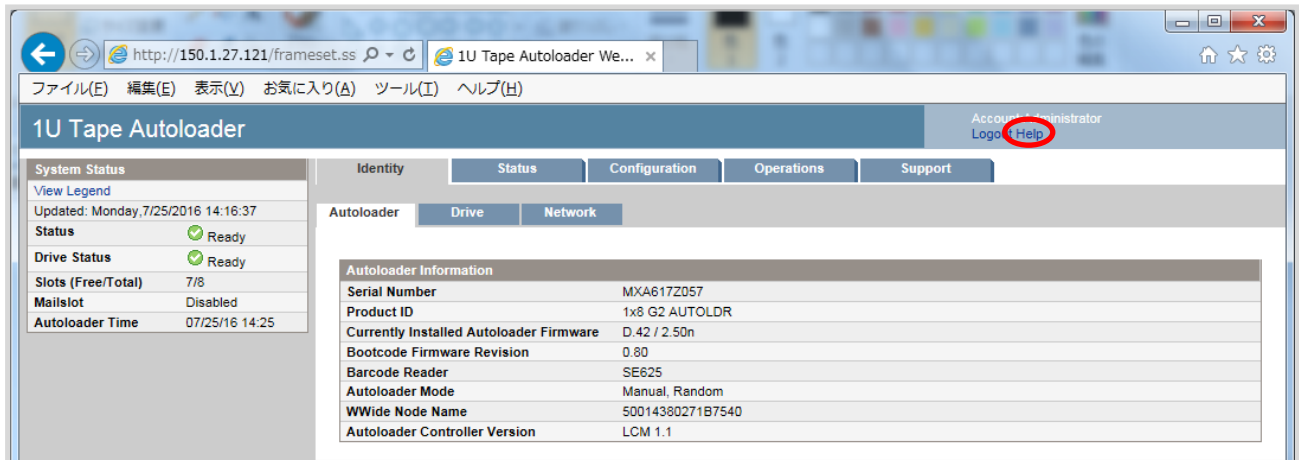 http://150.1.27.121/frameset.ss
1U Tape Autoloader We...
ファイル(F) 編集(E) 表示(V) お気に入り(A) ツール(T) ヘルプ(H)
1U Tape Autoloader
Account Administrator
Logout Help
System Status
View Legend
Updated: Monday,7/25/2016 14:16:37
Status Ready
Drive Status Ready
Slots (Free/Total) 7/8
Mailslot Disabled
Autoloader Time 07/25/16 14:25
Identity Status Configuration Operations Support
Autoloader Drive Network
Autoloader Information
Serial Number MXA617Z057
Product ID 1x8 G2 AUTOLDR
Currently Installed Autoloader Firmware D.42 / 2.50n
Bootcode Firmware Revision 0.80
Barcode Reader SE625
Autoloader Mode Manual, Random
WWide Node Name 50014380271B7540
Autoloader Controller Version LCM 1.1